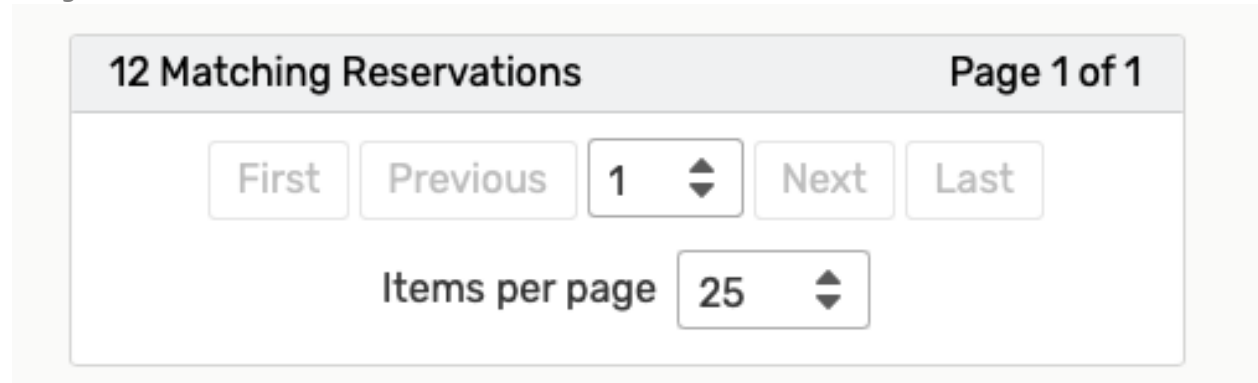 12 Matching Reservations Page 1 of 1
First Previous 1 Next Last
Items per page 25